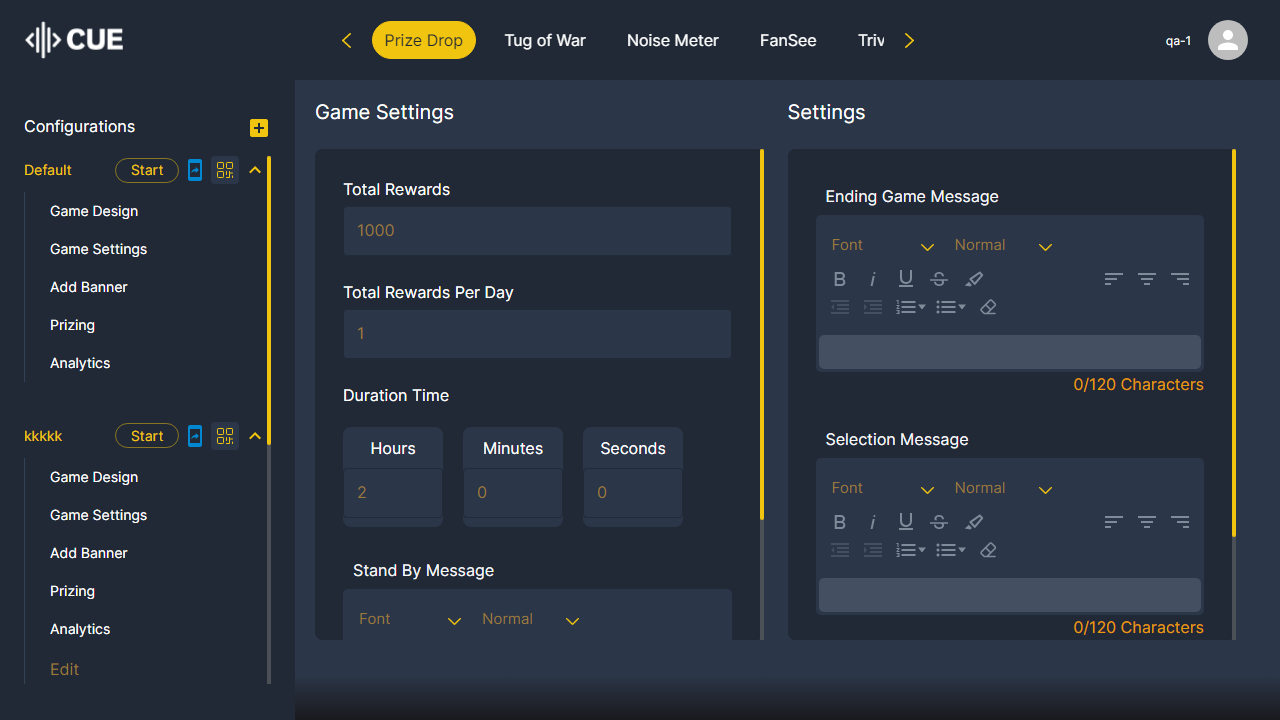 CUE
Prize Drop
Tug of War
Noise Meter
FanSee
Triv
qa-1
Configurations
Default
Start
Game Design
Game Settings
Add Banner
Prizing
Analytics
kkkkk
Start
Game Design
Game Settings
Add Banner
Prizing
Analytics
Edit
Game Settings
Total Rewards
1000
Total Rewards Per Day
1
Duration Time
Hours
Minutes
Seconds
2
0
0
Stand By Message
Font
Normal
Settings
Ending Game Message
Font
Normal
0/120 Characters
Selection Message
Font
Normal
0/120 Characters